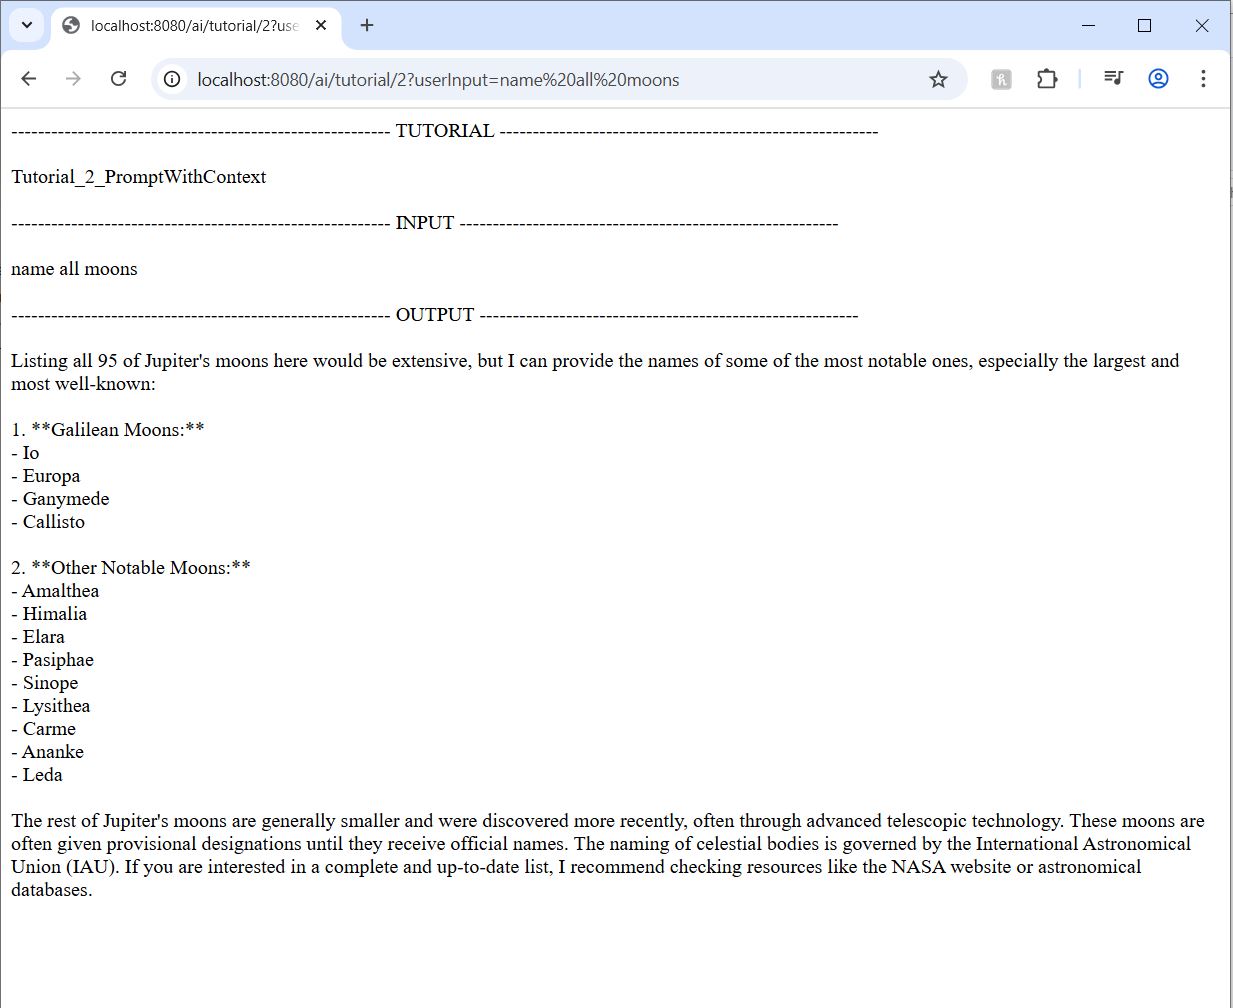 localhost:8080/ai/tutorial/2?use
localhost:8080/ai/tutorial/2?userInput=name%20all%20moons
--------------------------------------------------------- TUTORIAL ---------------------------------------------------------
Tutorial_2_PromptWithContext
--------------------------------------------------------- INPUT ---------------------------------------------------------
name all moons
--------------------------------------------------------- OUTPUT ---------------------------------------------------------
Listing all 95 of Jupiter's moons here would be extensive, but I can provide the names of some of the most notable ones, especially the largest and
most well-known:
1. **Galilean Moons:**
- Io
- Europa
- Ganymede
- Callisto
2. **Other Notable Moons:**
- Amalthea
- Himalia
- Elara
- Pasiphae
- Sinope
- Lysithea
- Carme
- Ananke
- Leda
The rest of Jupiter's moons are generally smaller and were discovered more recently, often through advanced telescopic technology. These moons are
often given provisional designations until they receive official names. The naming of celestial bodies is governed by the International Astronomical
Union (IAU). If you are interested in a complete and up-to-date list, I recommend checking resources like the NASA website or astronomical
databases.